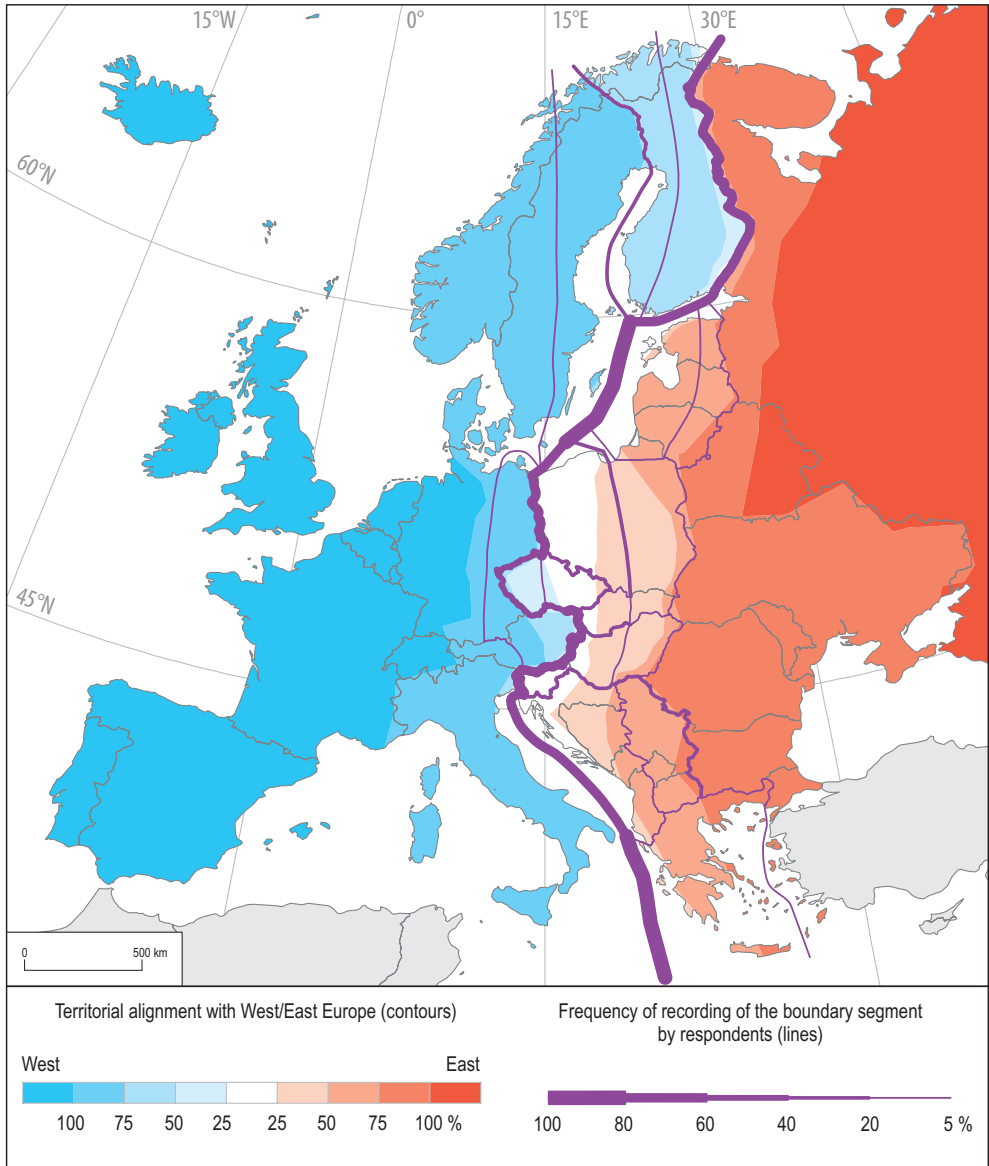 15°W
0°
15°E
30°E
60°N
45°N
0
500 km
Territorial alignment with West/East Europe (contours)
West
East
100 75 50 25 25 50 75 100 %
Frequency of recording of the boundary segment
by respondents (lines)
100 80 60 40 20 5 %